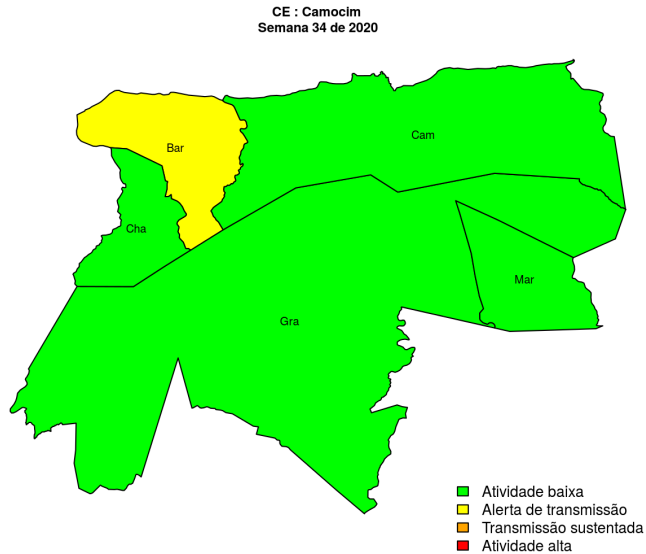 CE : Camocim
Semana 34 de 2020
Bar
Cam
Cha
Mar
Gra
Atividade baixa
Alerta de transmissão
Transmissão sustentada
Atividade alta